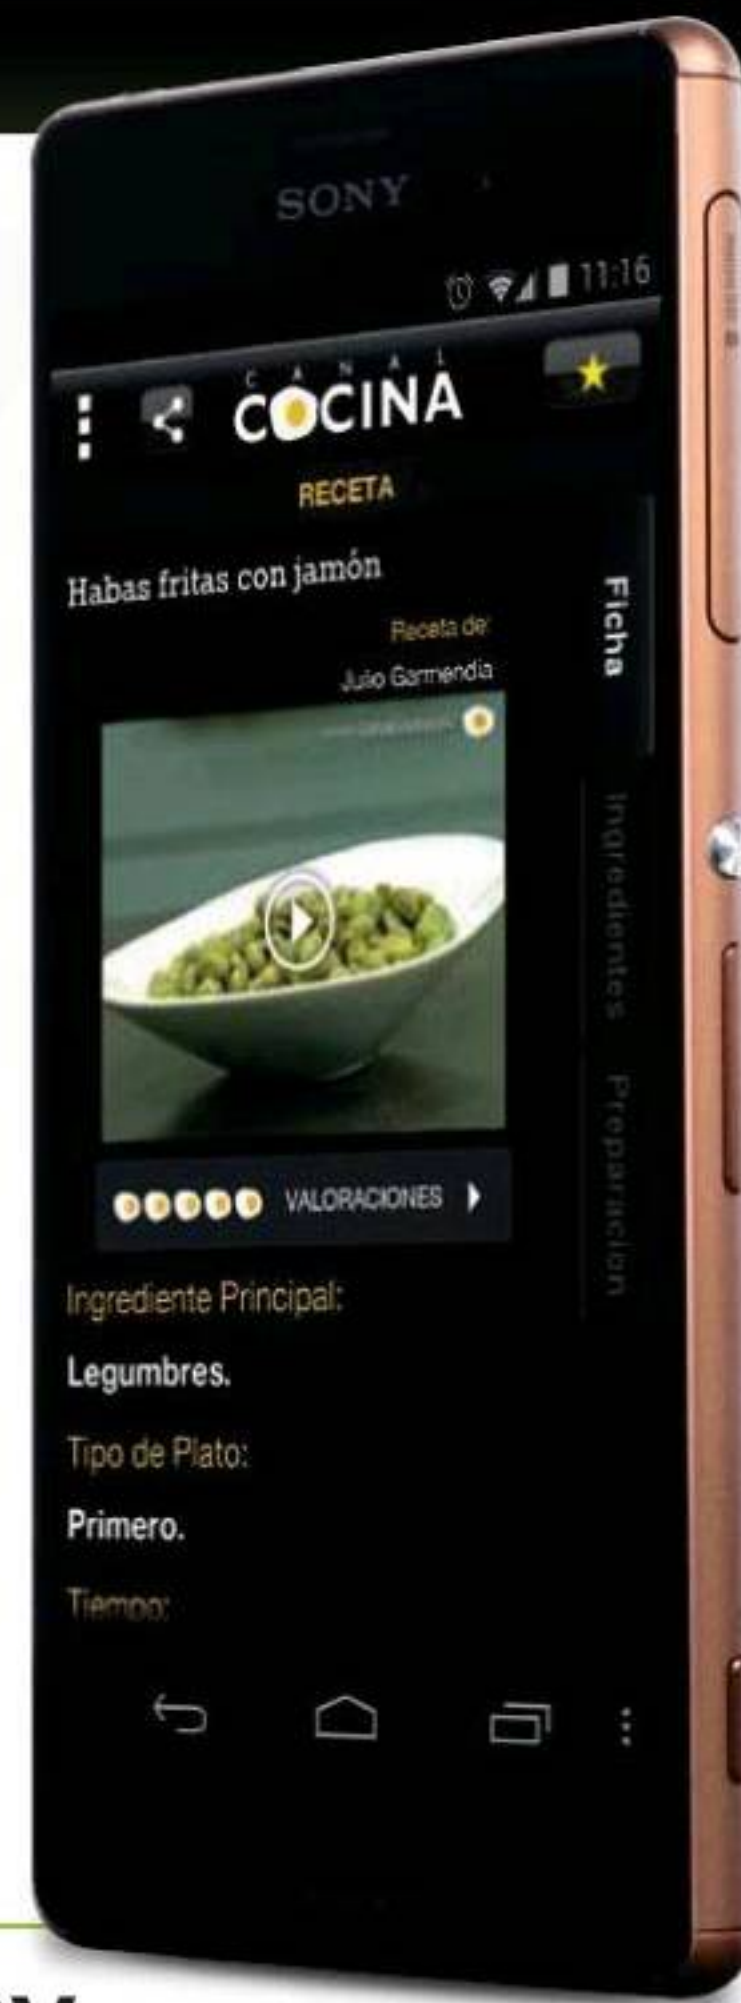 SONY
11:16
CANAL
COCINA
RECETA
Habas fritas con jamón
Receta de:
Julio Garmendia
Ficha
Ingredientes
Preparación
VALORACIONES
Ingrediente Principal:
Legumbres.
Tipo de Plato:
Primero.
Tiempo: